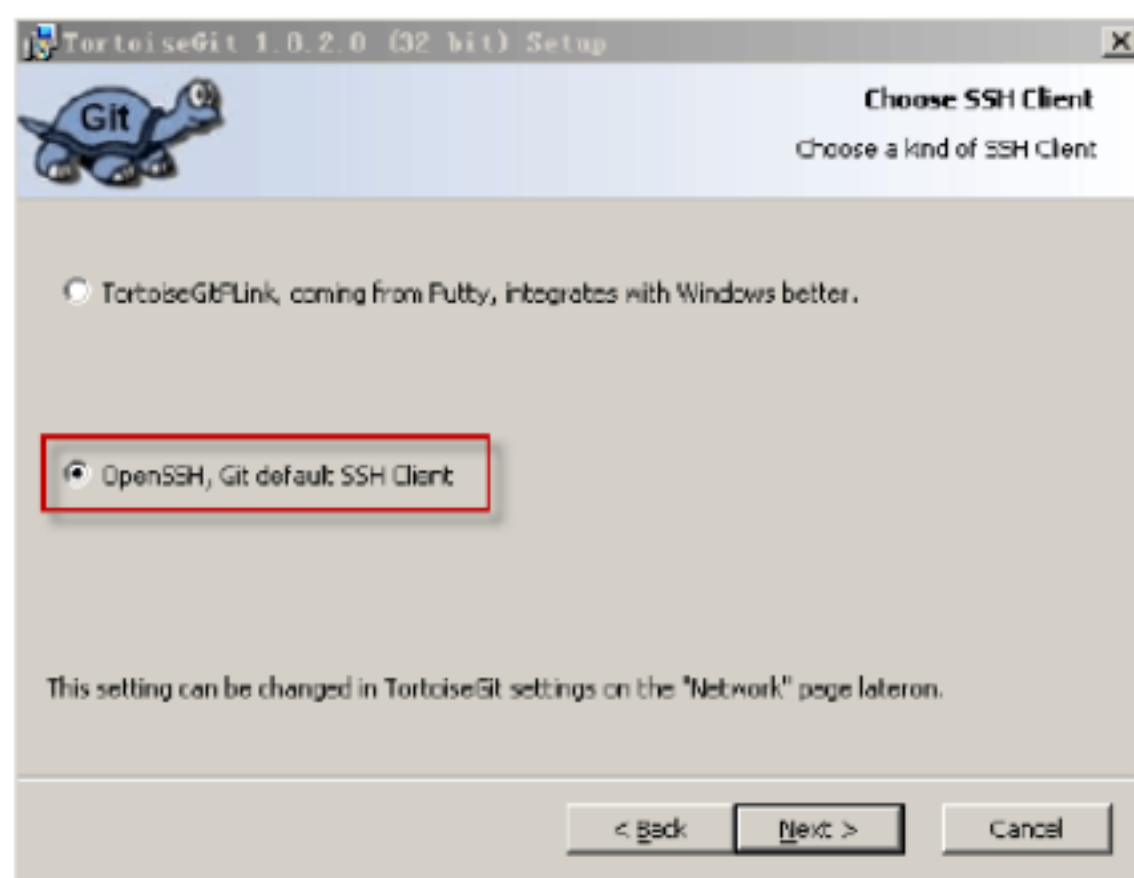 TortoiseGit 1.8.2.0 (32 bit) Setup
Git
Choose SSH Client
Choose a kind of SSH Client
TortoiseGitPLink, coming from Putty, integrates with Windows better.
OpenSSH, Git default SSH Client
This setting can be changed in TortoiseGit settings on the "Network" page lateron.
< Back
Next >
Cancel